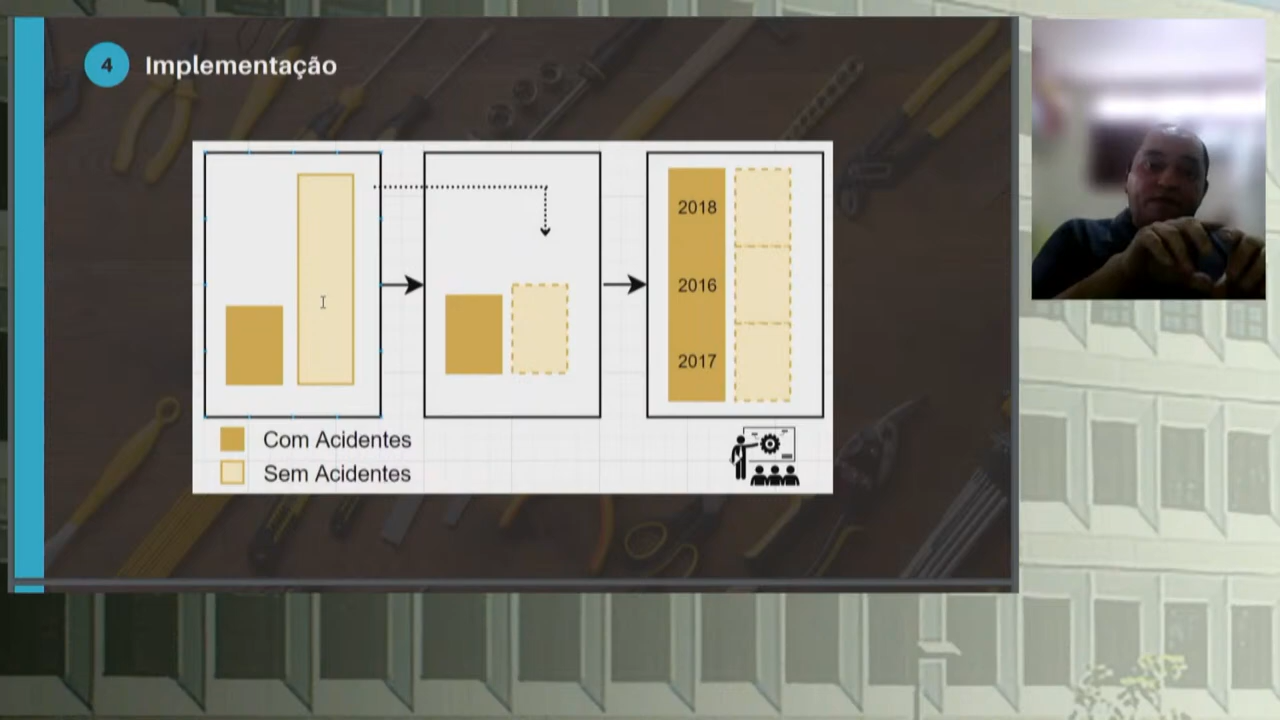 4
Implementação
2018
2016
2017
Com Acidentes
Sem Acidentes